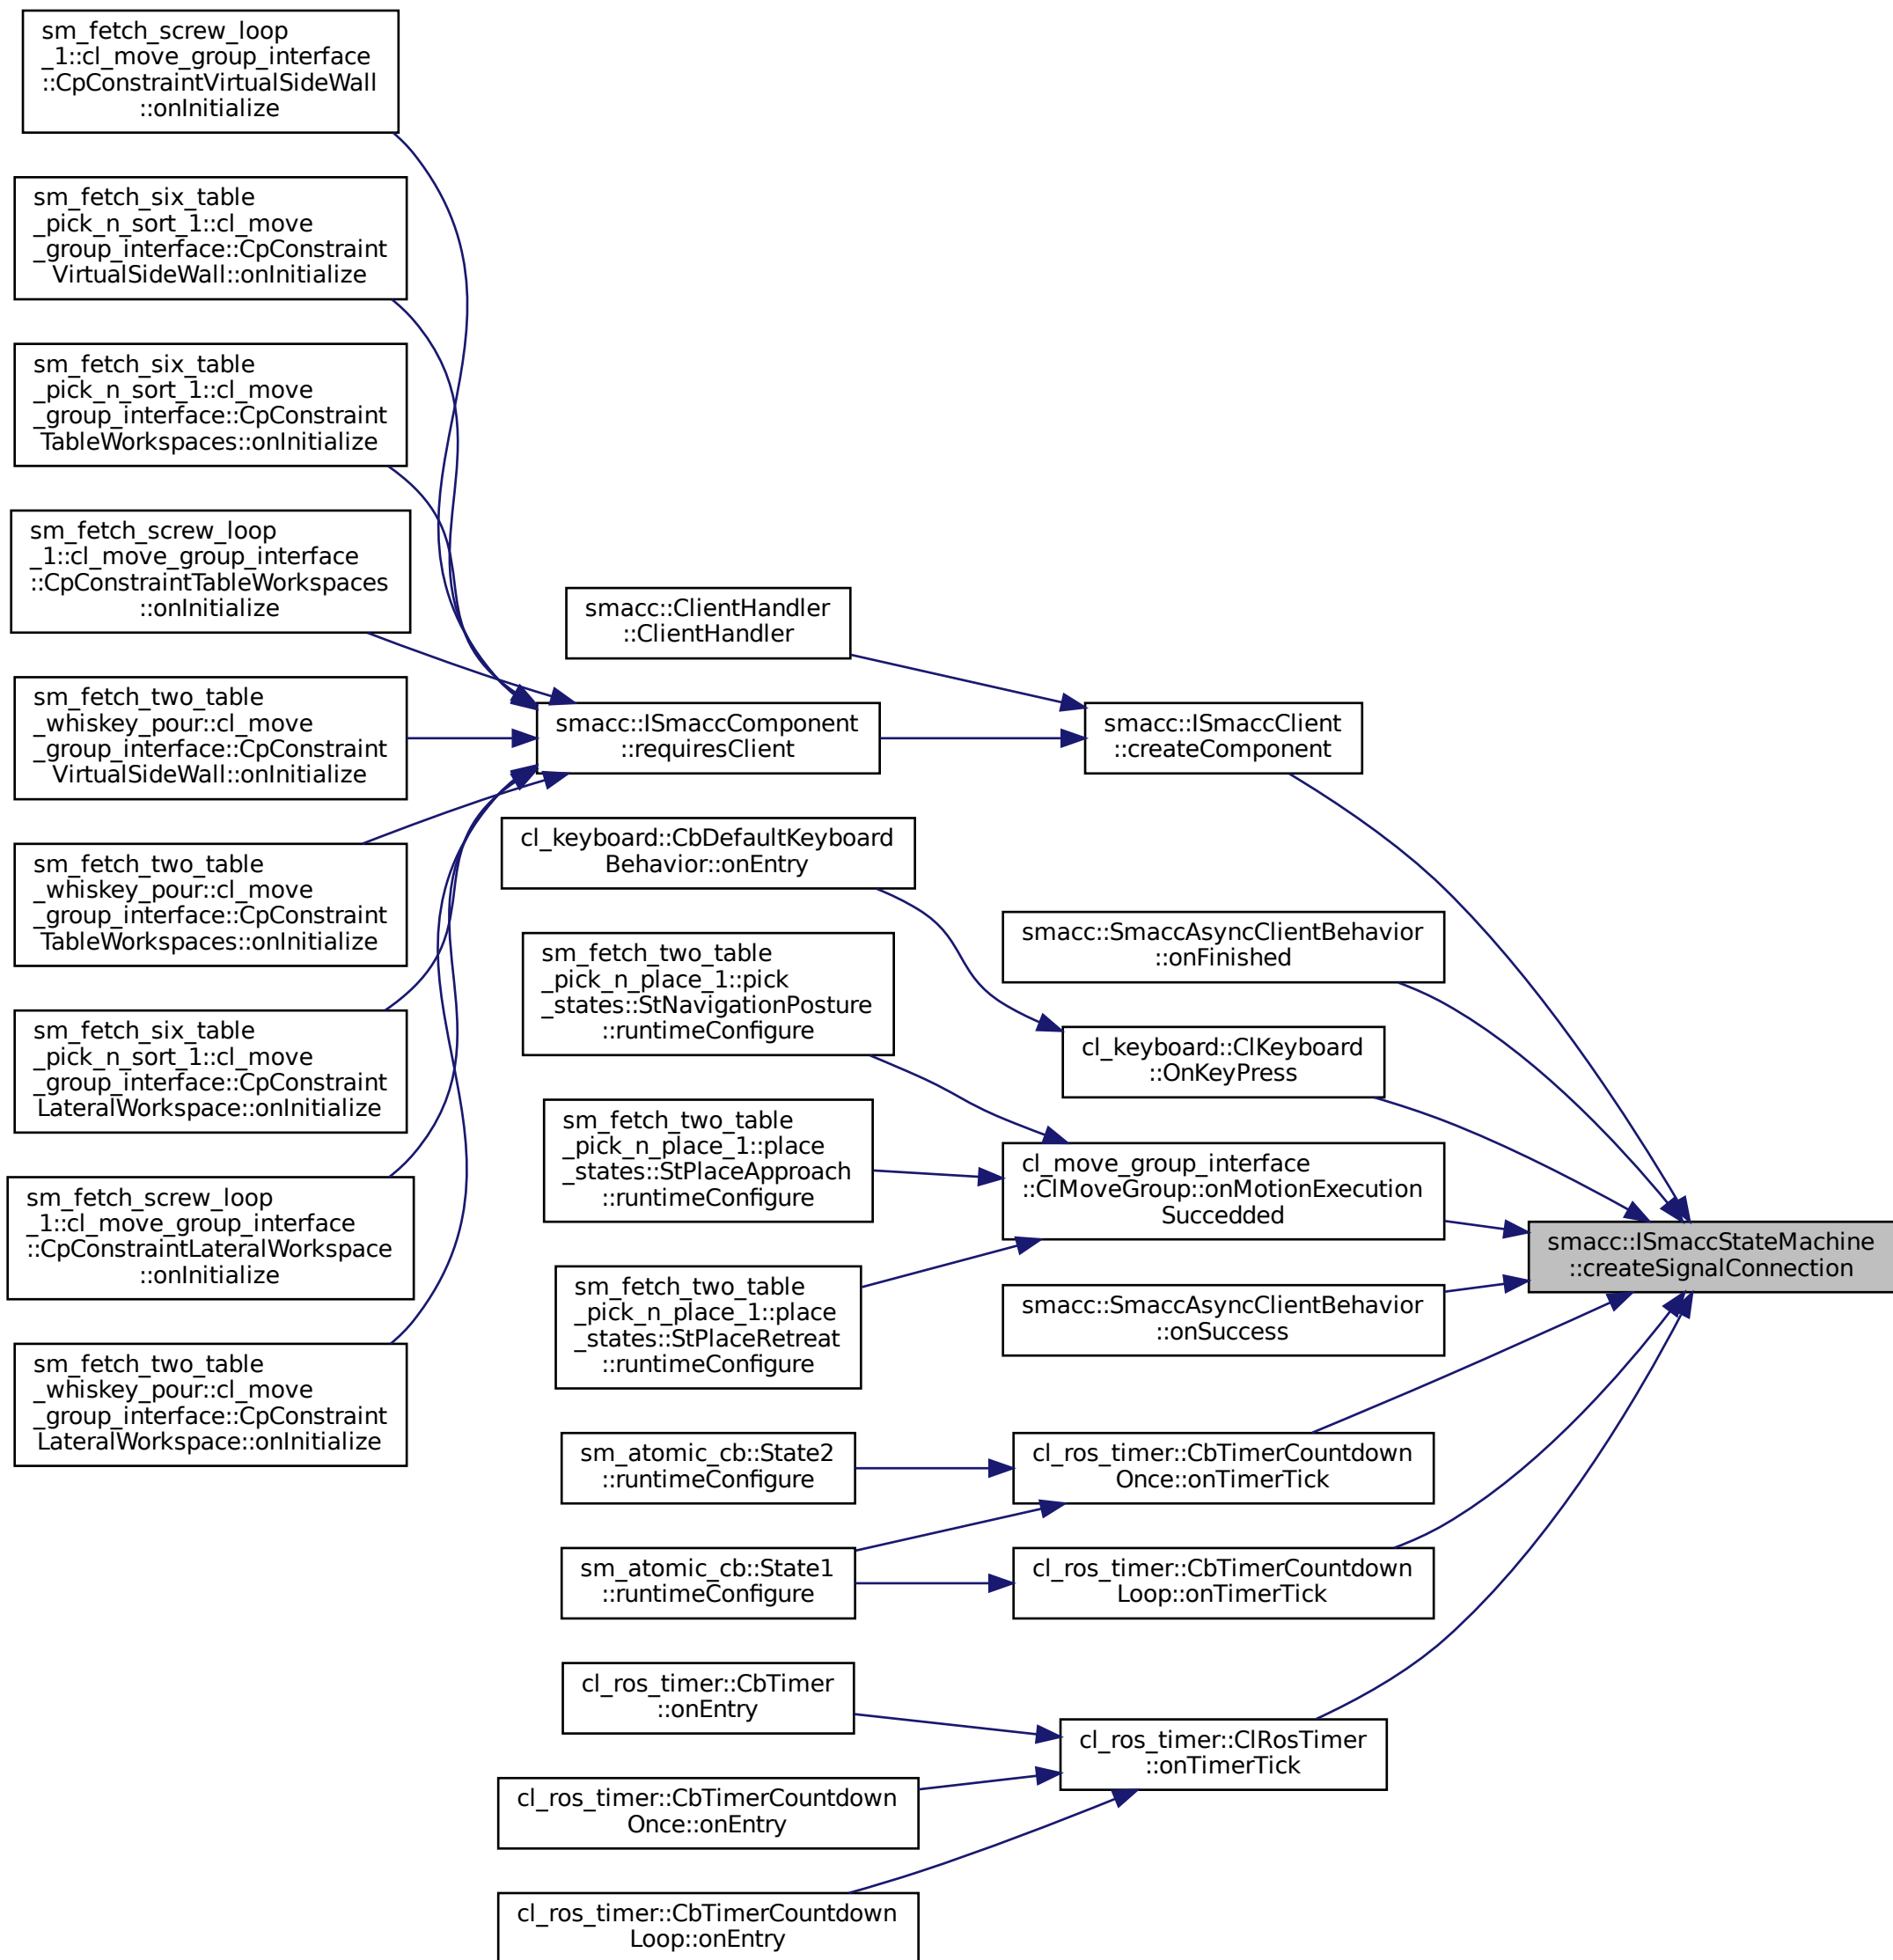 sm_fetch_screw_loop
_1::cl_move_group_interface
::CpConstraintVirtualSideWall
::onInitialize
sm_fetch_six_table
_pick_n_sort_1::cl_move
_group_interface::CpConstraint
VirtualSideWall::onInitialize
sm_fetch_six_table
_pick_n_sort_1::cl_move
_group_interface::CpConstraint
TableWorkspaces::onInitialize
sm_fetch_screw_loop
_1::cl_move_group_interface
::CpConstraintTableWorkspaces
::onInitialize
sm_fetch_two_table
_whiskey_pour::cl_move
_group_interface::CpConstraint
VirtualSideWall::onInitialize
sm_fetch_two_table
_whiskey_pour::cl_move
_group_interface::CpConstraint
TableWorkspaces::onInitialize
sm_fetch_six_table
_pick_n_sort_1::cl_move
_group_interface::CpConstraint
LateralWorkspace::onInitialize
sm_fetch_screw_loop
_1::cl_move_group_interface
::CpConstraintLateralWorkspace
::onInitialize
sm_fetch_two_table
_whiskey_pour::cl_move
_group_interface::CpConstraint
LateralWorkspace::onInitialize
smacc::ClientHandler
::ClientHandler
smacc::ISmaccComponent
::requiresClient
cl_keyboard::CbDefaultKeyboard
Behavior::onEntry
sm_fetch_two_table
_pick_n_place_1::pick
_states::StNavigationPosture
::runtimeConfigure
sm_fetch_two_table
_pick_n_place_1::place
_states::StPlaceApproach
::runtimeConfigure
sm_fetch_two_table
_pick_n_place_1::place
_states::StPlaceRetreat
::runtimeConfigure
sm_atomic_cb::State2
::runtimeConfigure
sm_atomic_cb::State1
::runtimeConfigure
cl_ros_timer::CbTimer
::onEntry
cl_ros_timer::CbTimerCountdown
Once::onEntry
cl_ros_timer::CbTimerCountdown
Loop::onEntry
smacc::ISmaccClient
::createComponent
smacc::SmaccAsyncClientBehavior
::onFinished
cl_keyboard::ClKeyboard
::OnKeyPress
cl_move_group_interface
::ClMoveGroup::onMotionExecution
Succedded
smacc::SmaccAsyncClientBehavior
::onSuccess
cl_ros_timer::CbTimerCountdown
Once::onTimerTick
cl_ros_timer::CbTimerCountdown
Loop::onTimerTick
cl_ros_timer::ClRosTimer
::onTimerTick
smacc::ISmaccStateMachine
::createSignalConnection